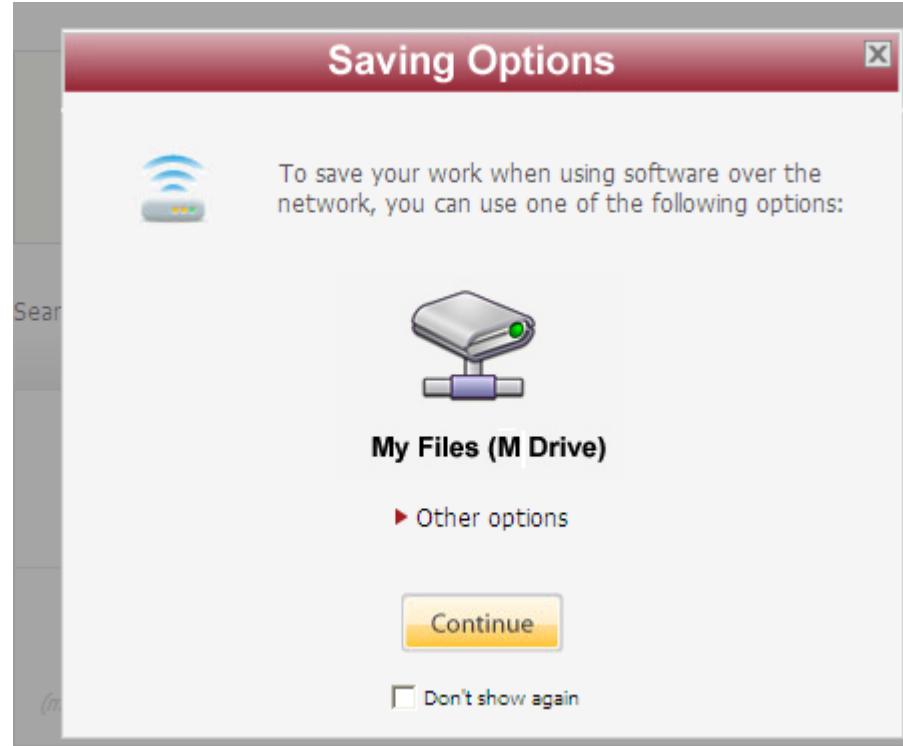 Saving Options
To save your work when using software over the
network, you can use one of the following options:
My Files (M Drive)
Other options
Continue
Don't show again